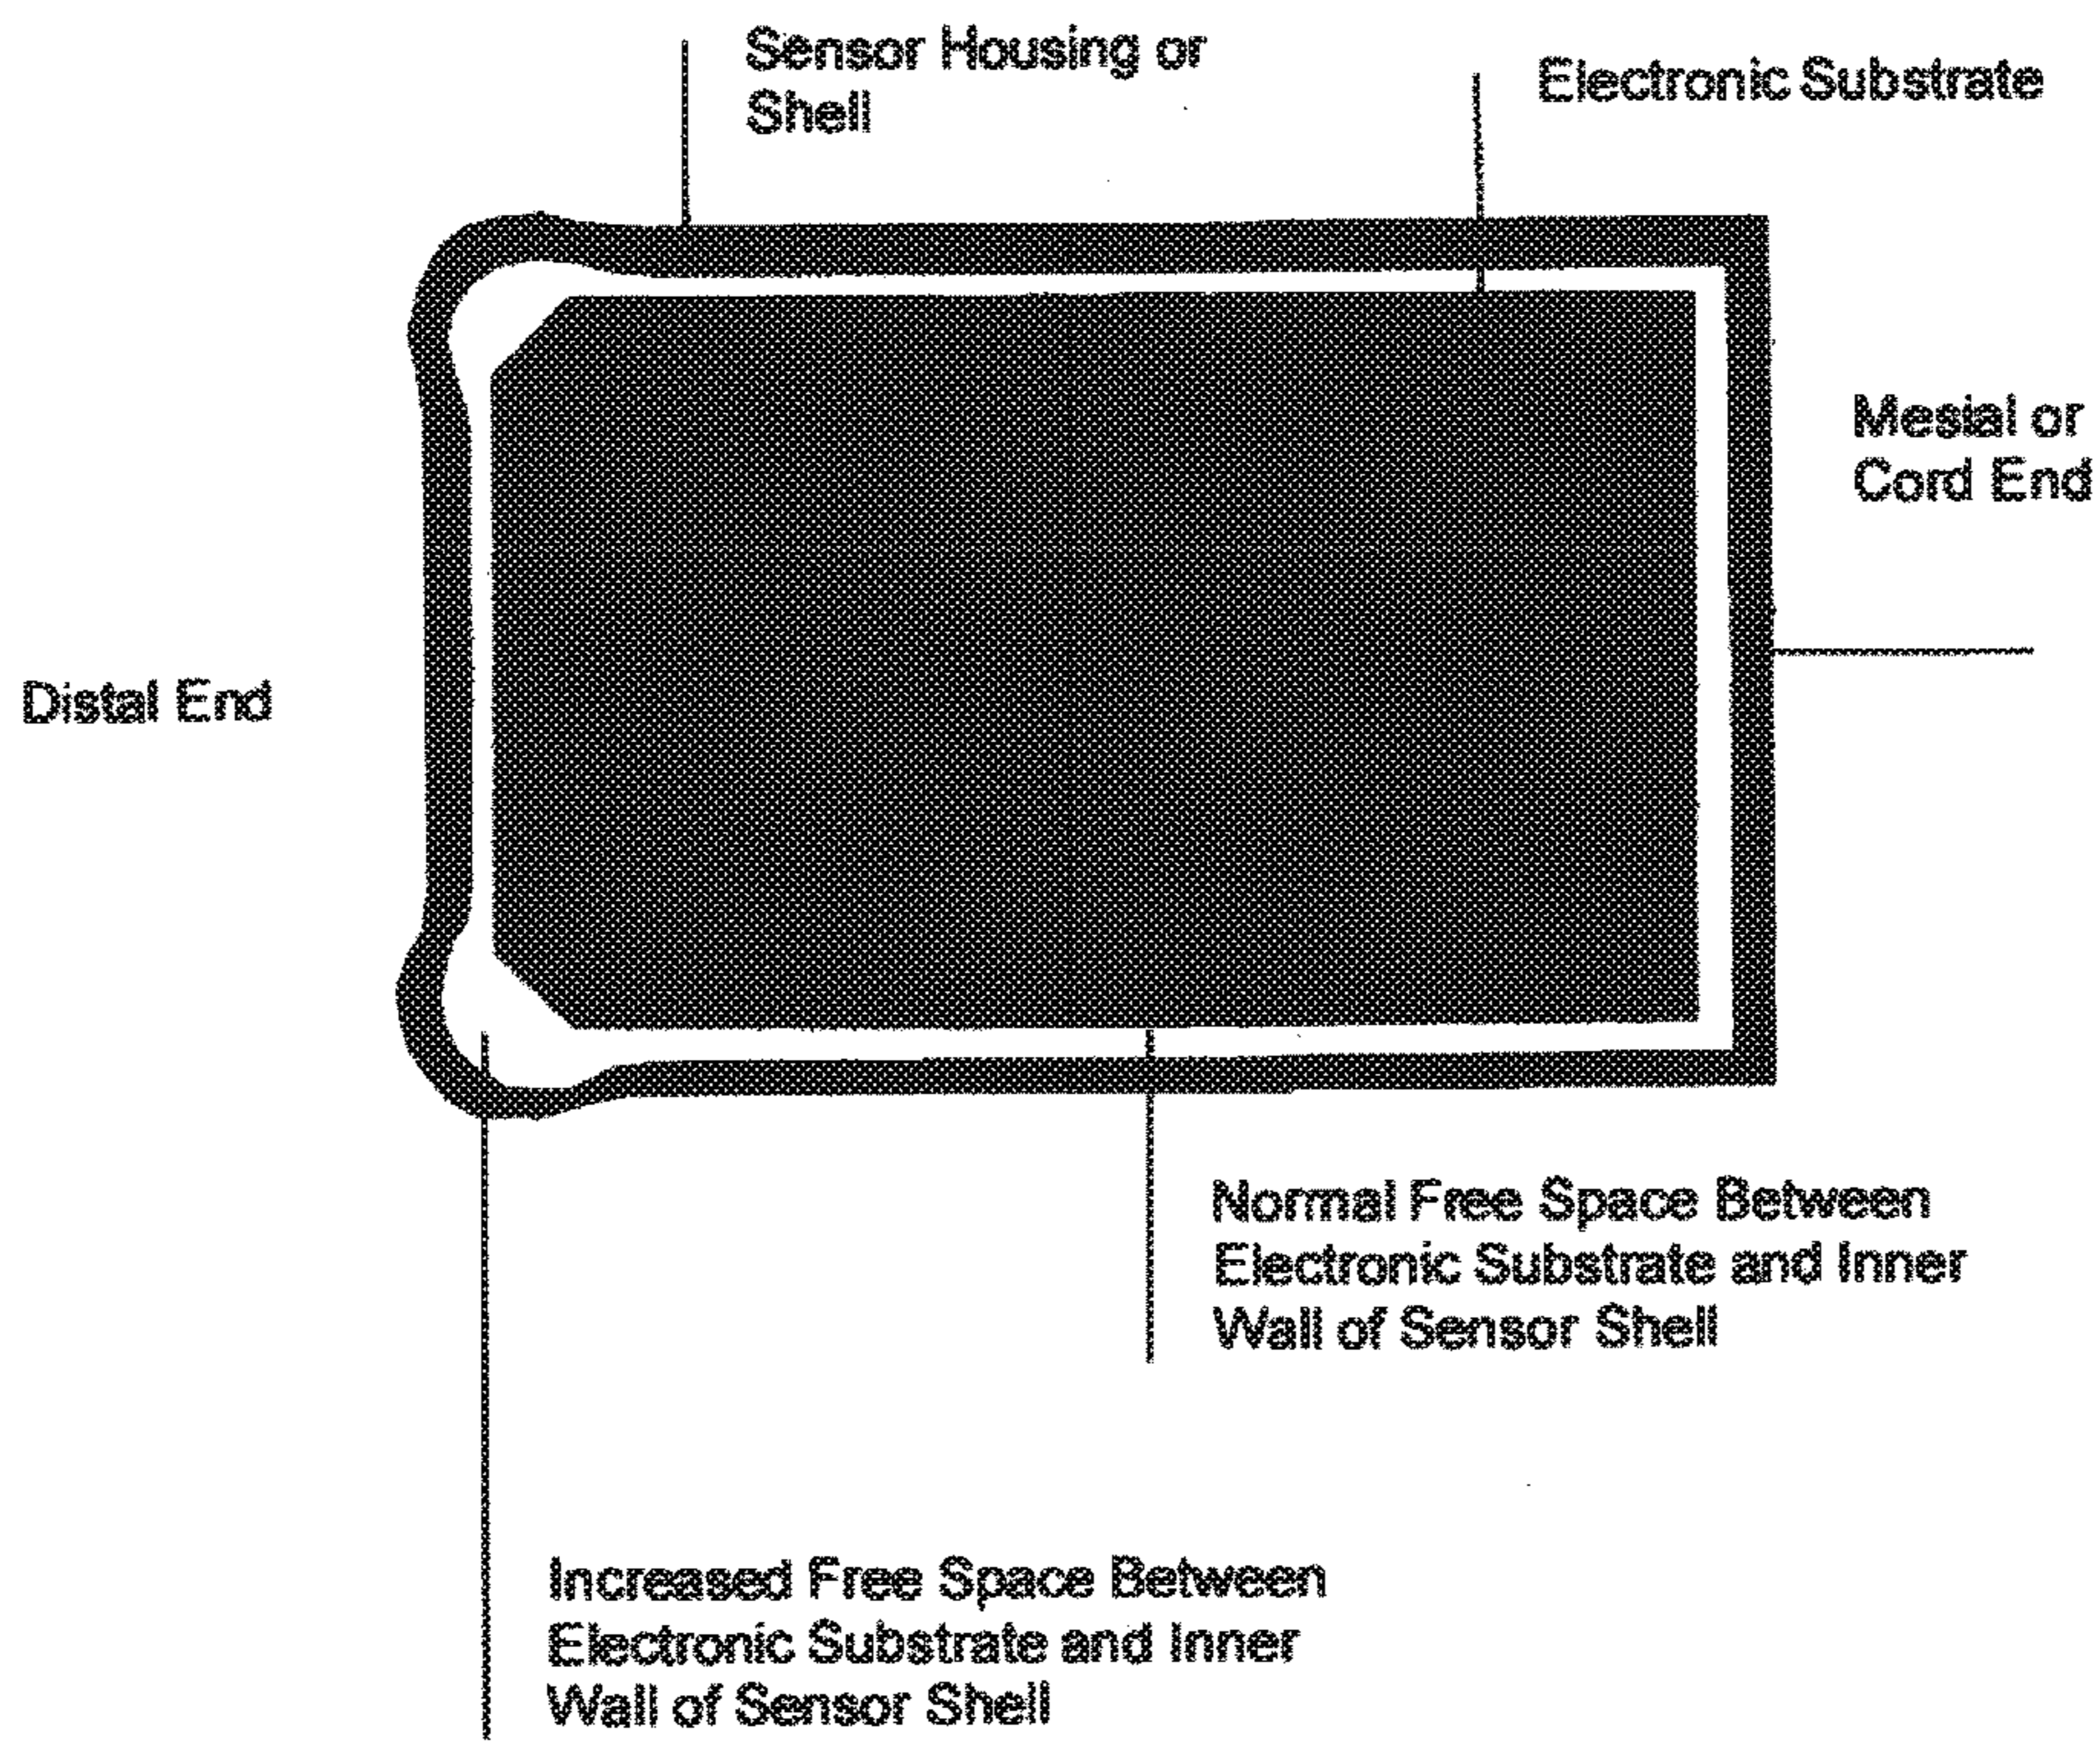 Sensor Housing or
Shell
Electronic Substrate
Mesial or
Cord End
Distal End
Normal Free Space Between
Electronic Substrate and Inner
Wall of Sensor Shell
Increased Free Space Between
Electronic Substrate and Inner
Wall of Sensor Shell